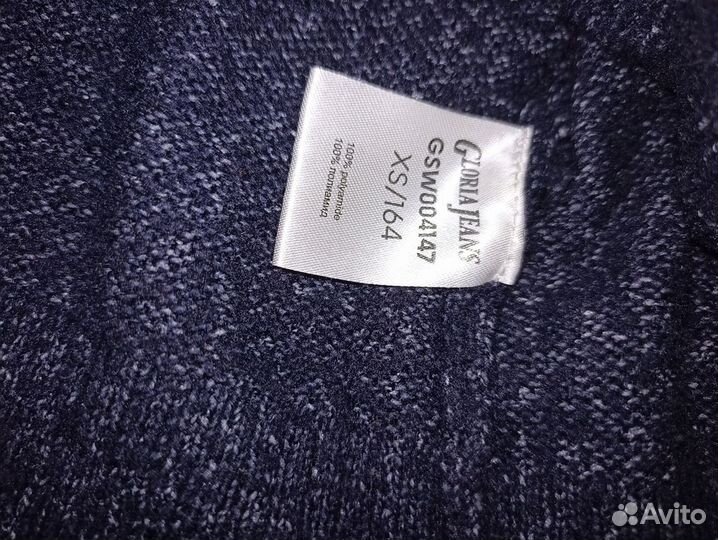 GLORIA JEANS
GSW004147
XS/164
100% polyamide
100% полиамид
Avito